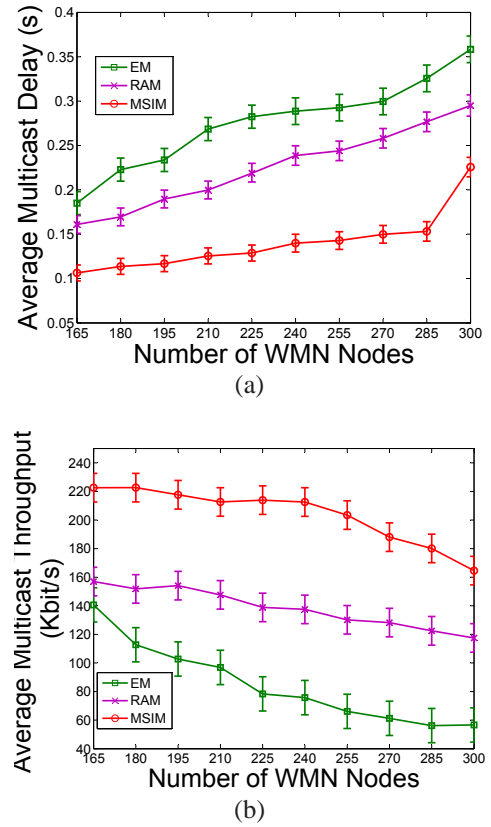 Average Multicast Delay (s)
0.4
0.35
0.3
0.25
0.2
0.15
0.1
0.05
EM
RAM
MSIM
165 180 195 210 225 240 255 270 285 300
Number of WMN Nodes
(a)
Average Multicast Throughput
(Kbit/s)
240
220
200
180
160
140
120
100
80
60
40
EM
RAM
MSIM
165 180 195 210 225 240 255 270 285 300
Number of WMN Nodes
(b)